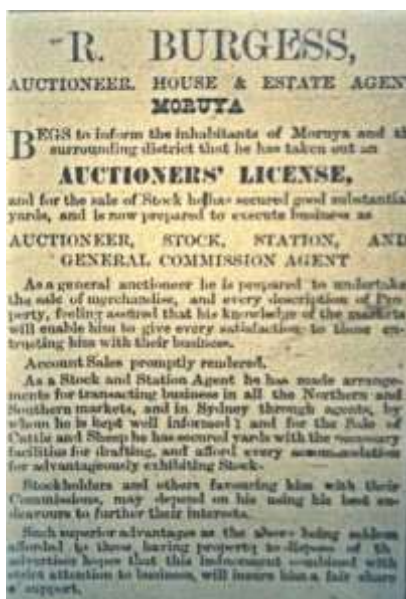 R. BURGESS,
AUCTIONEER. HOUSE & ESTATE AGEN
MORUYA
BEGS to inform the inhabitants of Moruya and th
surrounding district that he has taken out an
AUCTIONERS' LICENSE,
and for the sale of Stock he has secured good substantial
yards, and is now prepared to execute business as
AUCTIONEER, STOCK, STATION, AND
GENERAL COMMISSION AGENT
As a general auctioneer he is prepared to undertake
the sale of merchandise, and every description of Pro
perty, feeling assured that his knowledge of the markets
will enable him to give every satisfaction to those en-
trusting him with their business.
Account Sales promptly rendered.
As a Stock and Station Agent he has made arrange-
ments for transacting business in all the Northern and
Southern markets, and in Sydney through agents, by
whom he is kept well informed; and for the Sale of
Cattle and Sheep he has secured yards with the necessary
facilities for drafting, and afford every accommodation
for advantageously exhibiting Stock.
Stockholders and others favouring him with their
Commissions, may depend on his using his best en-
deavours to further their interests.
Such superior advantages as the above being seldom
afforded to those having property to dispose of th
advertiser hopes that this inducement combined with
strict attention to business, will insure him a fair share
support.